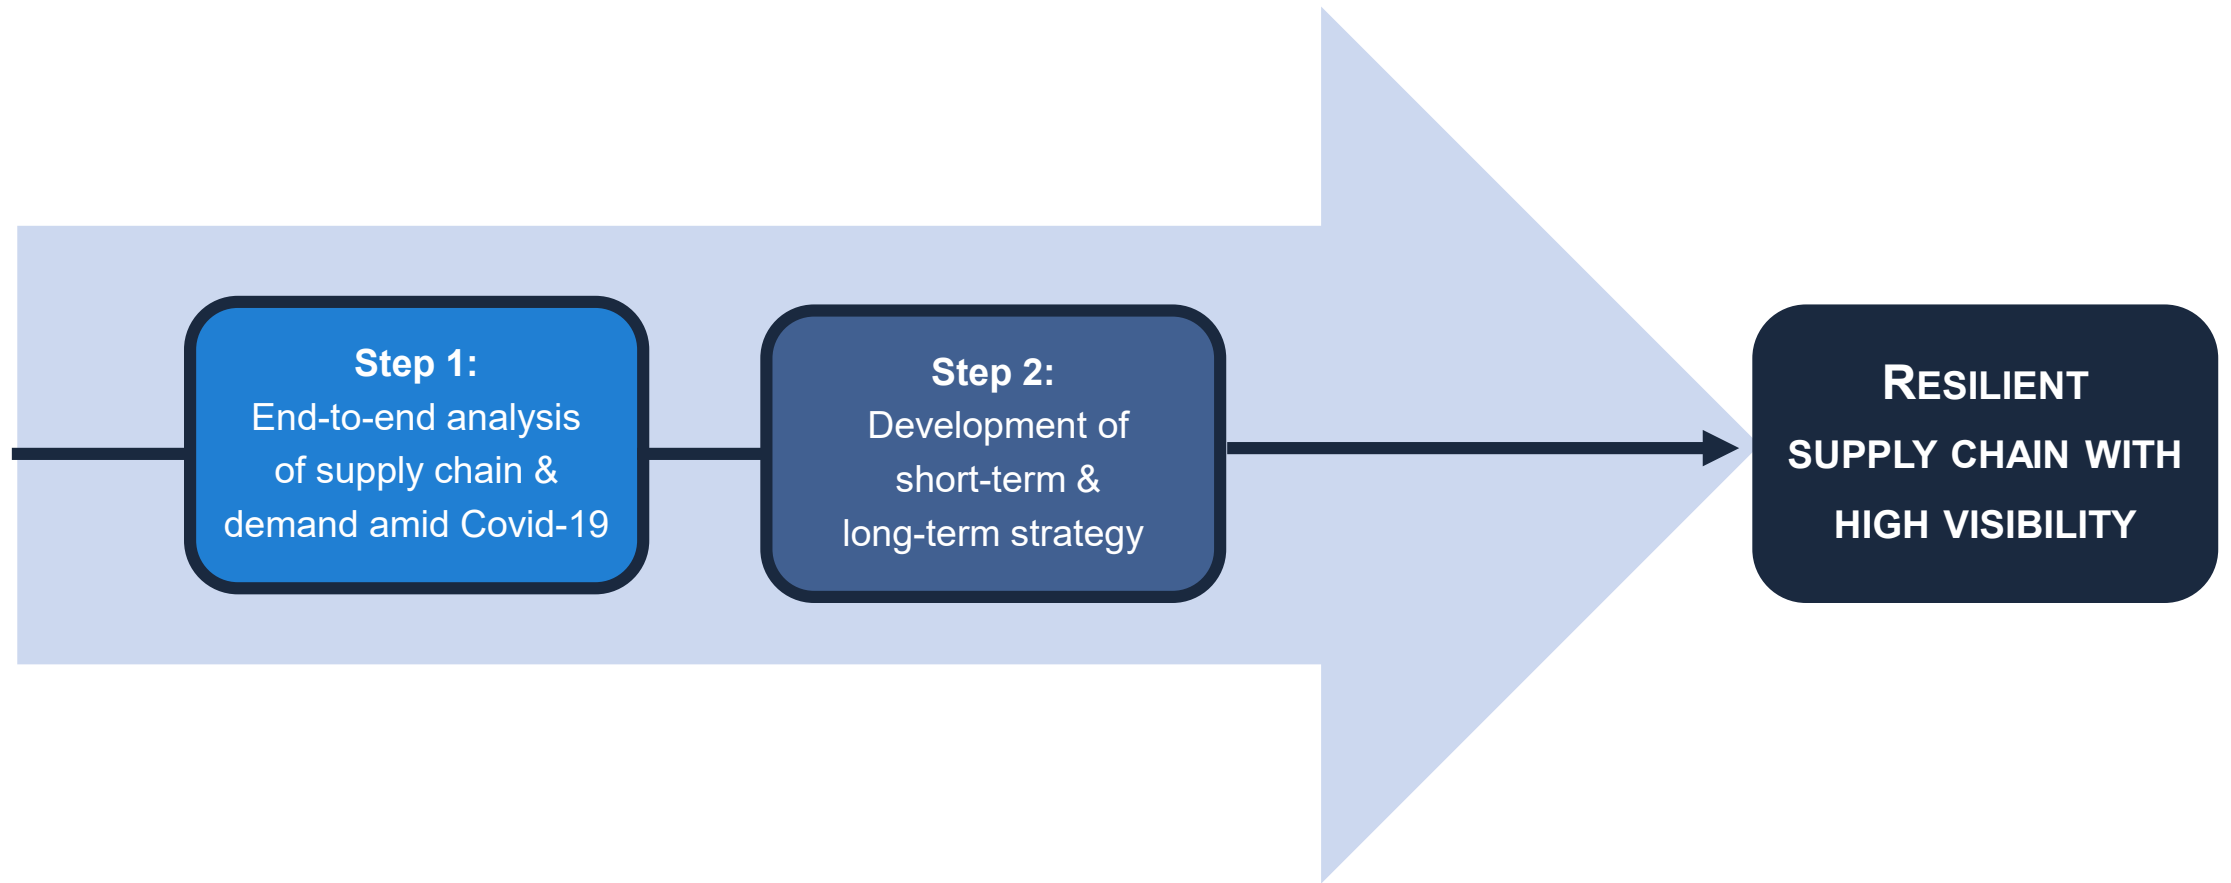 Step 1:
End-to-end analysis
of supply chain &
demand amid Covid-19
Step 2:
Development of
short-term &
long-term strategy
RESILIENT
SUPPLY CHAIN WITH
HIGH VISIBILITY